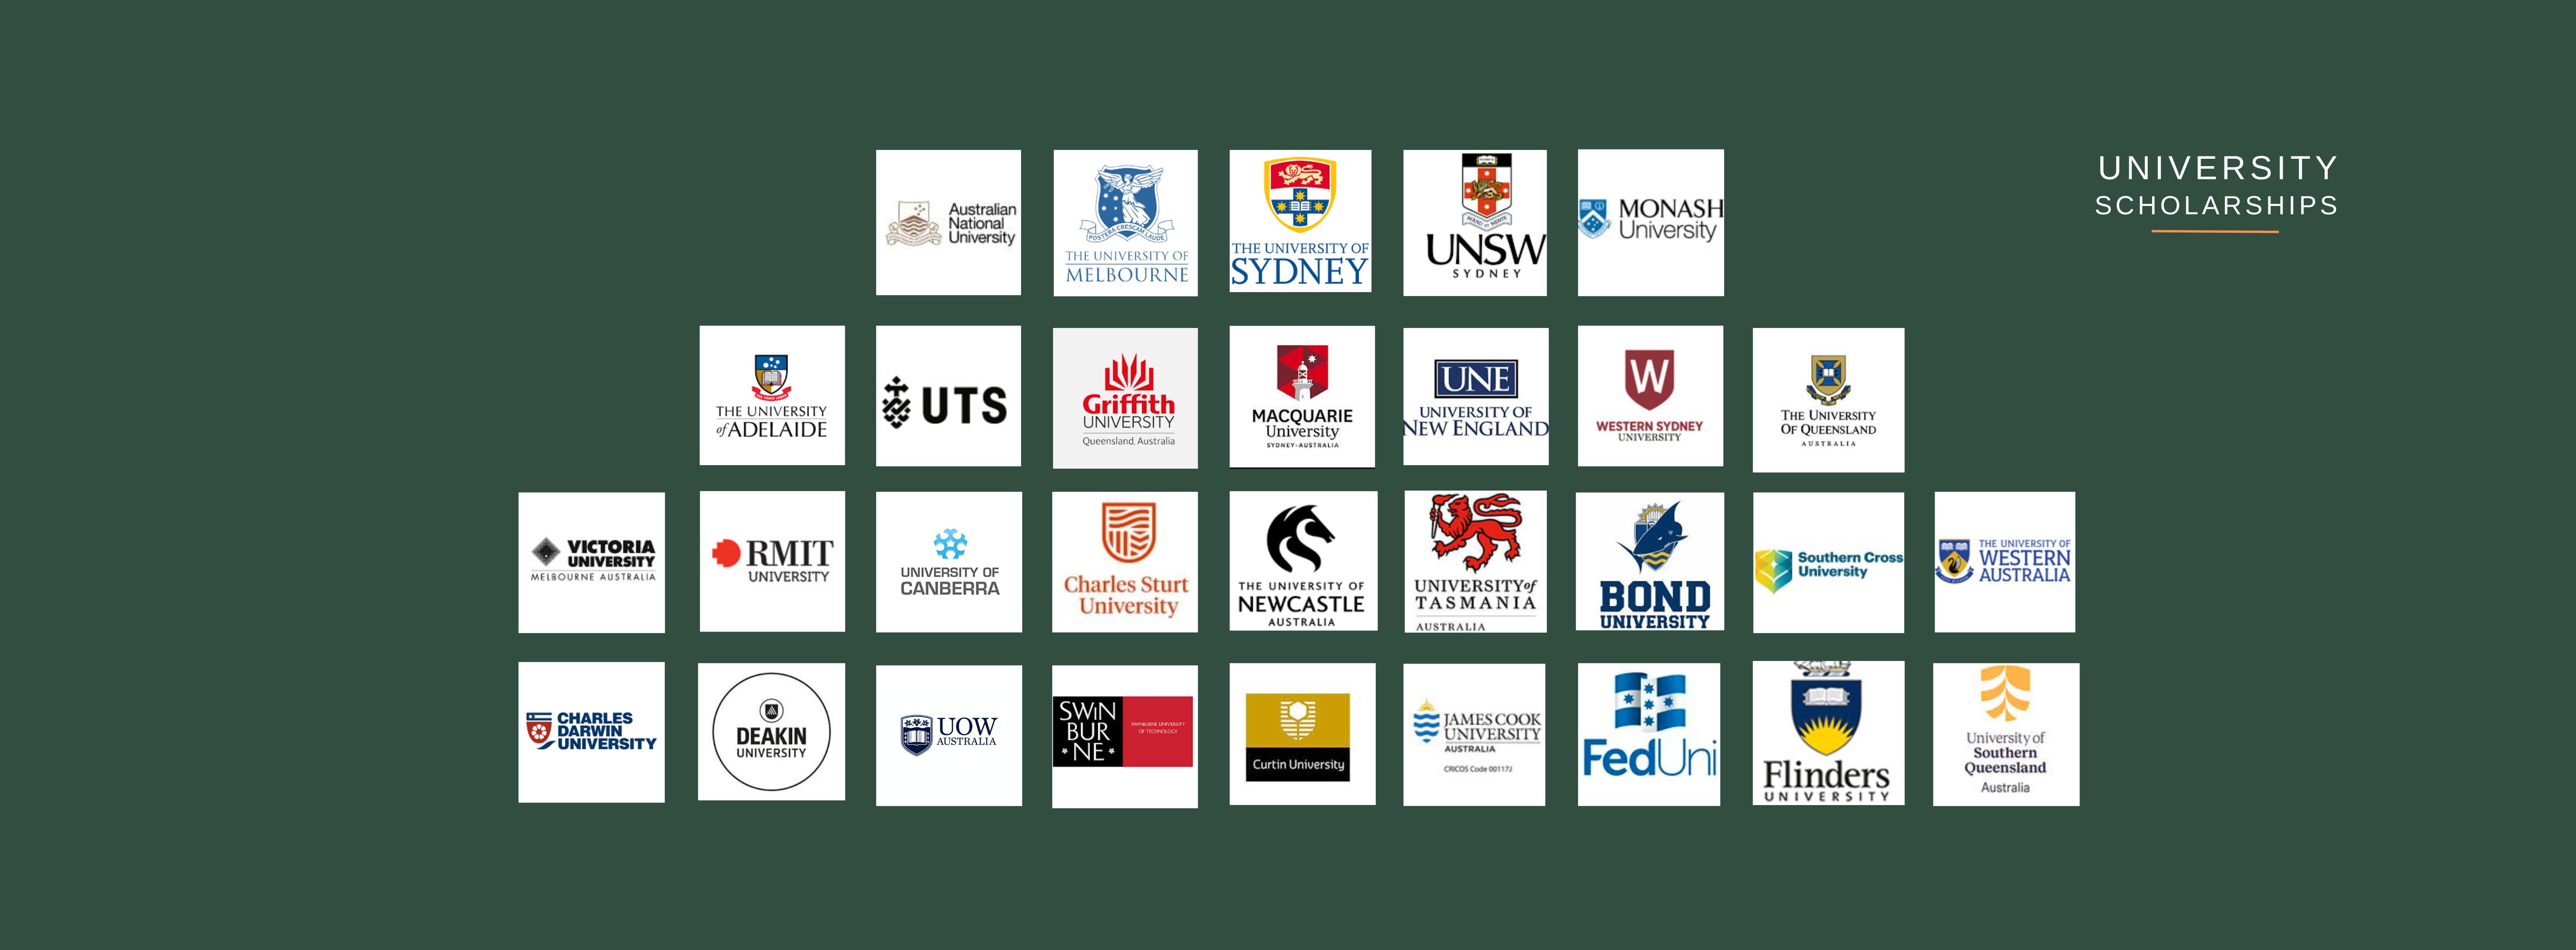 UNIVERSITY
SCHOLARSHIPS
Australian
National
University
POSTERA CRESCAM LAUDE
THE UNIVERSITY OF
MELBOURNE
THE UNIVERSITY OF
SYDNEY
UNSW
SYDNEY
MONASH
University
THE UNIVERSITY
of ADELAIDE
UTS
Griffith
UNIVERSITY
Queensland, Australia
MACQUARIE
University
SYDNEY-AUSTRALIA
UNE
UNIVERSITY OF
NEW ENGLAND
W
WESTERN SYDNEY
UNIVERSITY
THE UNIVERSITY
OF QUEENSLAND
AUSTRALIA
VICTORIA
UNIVERSITY
MELBOURNE AUSTRALIA
RMIT
UNIVERSITY
UNIVERSITY OF
CANBERRA
Charles Sturt
University
THE UNIVERSITY OF
NEWCASTLE
AUSTRALIA
UNIVERSITY of
TASMANIA
AUSTRALIA
BOND
UNIVERSITY
Southern Cross
University
THE UNIVERSITY OF
WESTERN
AUSTRALIA
CHARLES
DARWIN
UNIVERSITY
DEAKIN
UNIVERSITY
UOW
AUSTRALIA
SWIN
BUR
NE
SWINBURNE UNIVERSITY
OF TECHNOLOGY
Curtin University
JAMES COOK
UNIVERSITY
AUSTRALIA
CRICOS Code 00117J
FedUni
Flinders
UNIVERSITY
University of
Southern
Queensland
Australia